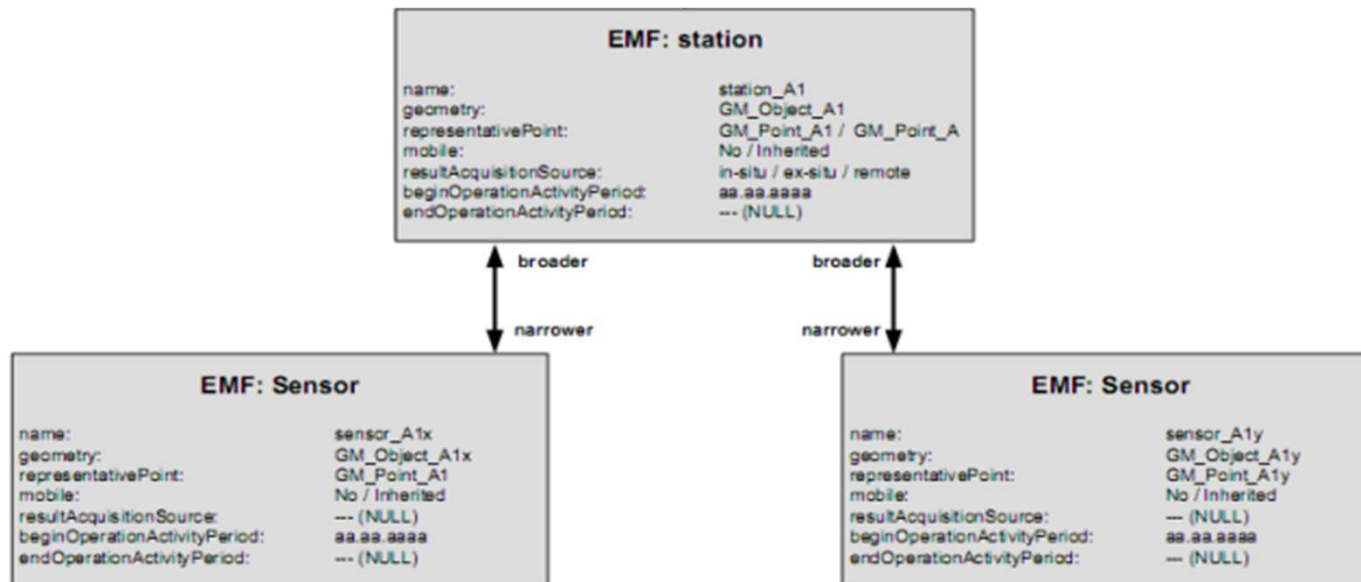 EMF: station
name: station_A1
geometry: GM_Object_A1
representativePoint: GM_Point_A1 / GM_Point_A
mobile: No / Inherited
resultAcquisitionSource: in-situ / ex-situ / remote
beginOperationActivityPeriod: aa.aa.aaaa
endOperationActivityPeriod: --- (NULL)
broader broader
narrower narrower
EMF: Sensor
name: sensor_A1x
geometry: GM_Object_A1x
representativePoint: GM_Point_A1
mobile: No / Inherited
resultAcquisitionSource: --- (NULL)
beginOperationActivityPeriod: aa.aa.aaaa
endOperationActivityPeriod: --- (NULL)
EMF: Sensor
name: sensor_A1y
geometry: GM_Object_A1y
representativePoint: GM_Point_A1y
mobile: No / Inherited
resultAcquisitionSource: --- (NULL)
beginOperationActivityPeriod: aa.aa.aaaa
endOperationActivityPeriod: --- (NULL)